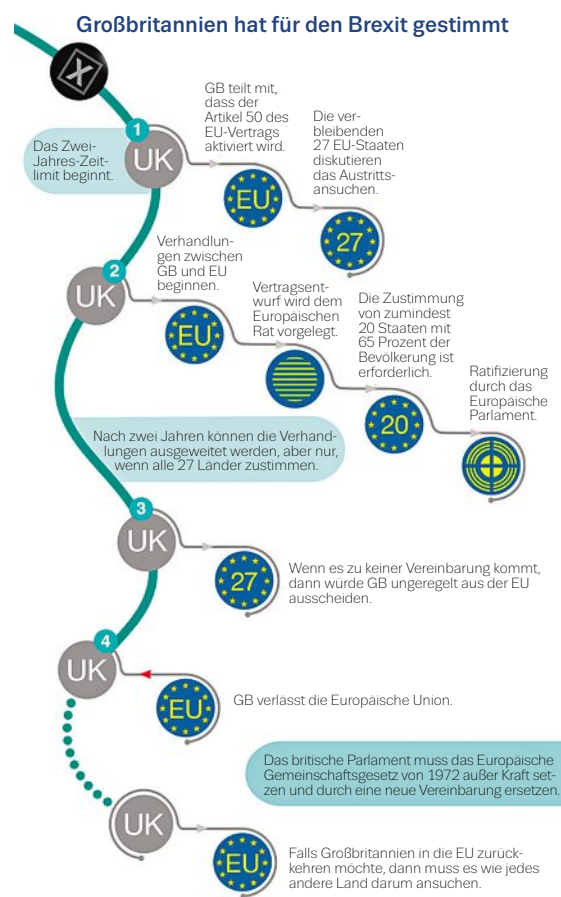 Großbritannien hat für den Brexit gestimmt
X
1
UK
Das Zwei-
Jahres-Zeit-
limit beginnt.
GB teilt mit,
dass der
Artikel 50 des
EU-Vertrags
aktiviert wird.
EU
Die ver-
bleibenden
27 EU-Staaten
diskutieren
das Austritts-
ansuchen.
27
2
UK
Verhandlun-
gen zwischen
GB und EU
beginnen.
EU
Vertragsent-
wurf wird dem
Europäischen
Rat vorgelegt.
Die Zustimmung
von zumindest
20 Staaten mit
65 Prozent der
Bevölkerung ist
erforderlich.
20
Ratifizierung
durch das
Europäische
Parlament.
Nach zwei Jahren können die Verhand-
lungen ausgeweitet werden, aber nur,
wenn alle 27 Länder zustimmen.
3
UK
27
Wenn es zu keiner Vereinbarung kommt,
dann würde GB ungeregelt aus der EU
ausscheiden.
4
UK
EU
GB verlässt die Europäische Union.
Das britische Parlament muss das Europäische
Gemeinschaftsgesetz von 1972 außer Kraft set-
zen und durch eine neue Vereinbarung ersetzen.
UK
EU
Falls Großbritannien in die EU zurück-
kehren möchte, dann muss es wie jedes
andere Land darum ansuchen.